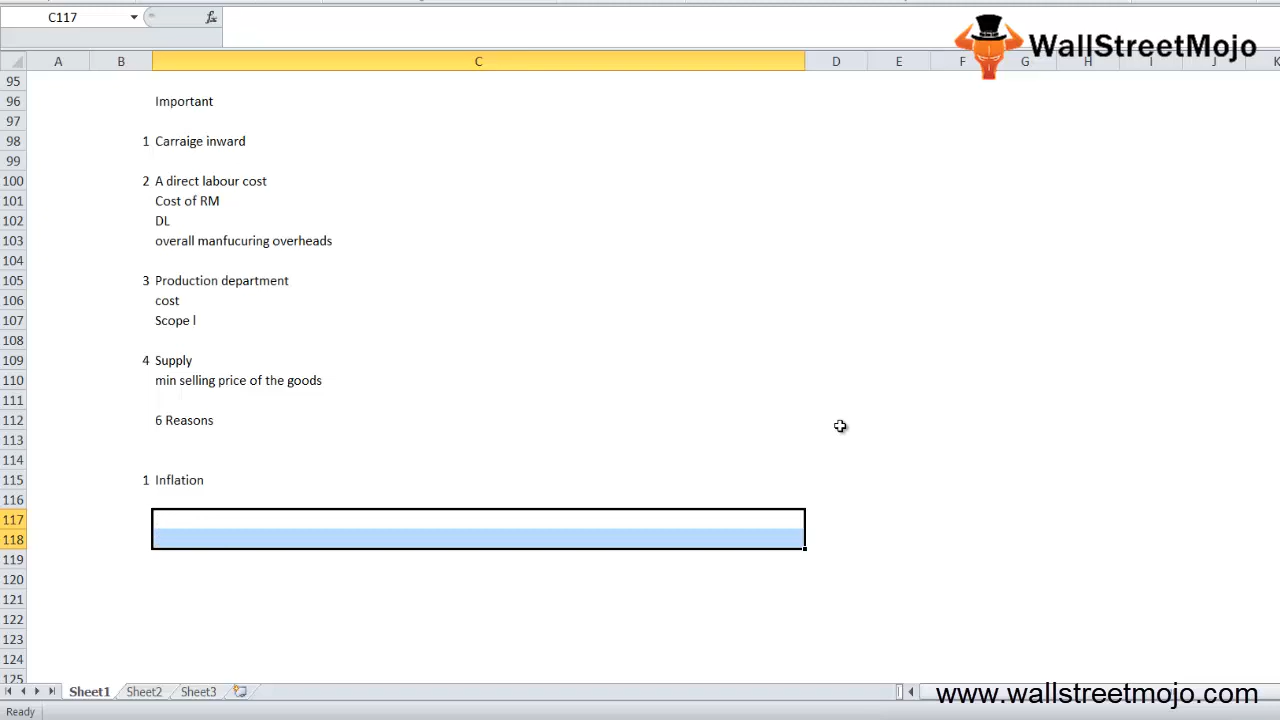 C117
fx
WallStreetMojo
A B C D E F G H I J K
95
96 Important
97
98 1 Carraige inward
99
100 2 A direct labour cost
101 Cost of RM
102 DL
103 overall manfucuring overheads
104
105 3 Production department
106 cost
107 Scope l
108
109 4 Supply
110 min selling price of the goods
111
112 6 Reasons
113
114
115 1 Inflation
116
117
118
119
120
121
122
123
124
125
Sheet1 Sheet2 Sheet3
www.wallstreetmojo.com
Ready